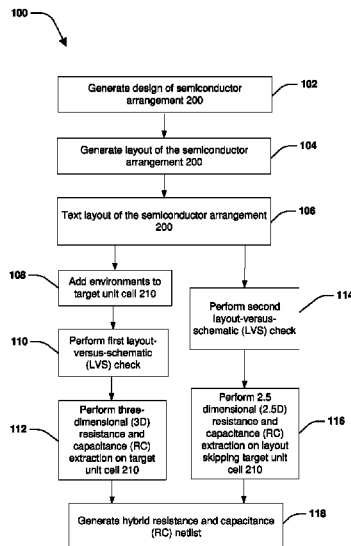 100
Generate design of semiconductor
arrangement 200
102
Generate layout of the semiconductor
arrangement 200
104
Text layout of the semiconductor arrangement
200
106
108
Add environments to
target unit cell 210
114
Perform second
layout-versus-
schematic (LVS) check
110
Perform first layout-
versus-schematic
(LVS) check
112
Perform three-
dimensional (3D)
resistance and
capacitance (RC)
extraction on target
unit cell 210
Perform 2.5
dimensional (2.5D)
resistance and
capacitance (RC)
extraction on layout
skipping target unit
cell 210
116
Generate hybrid resistance and capacitance
(RC) netlist
118